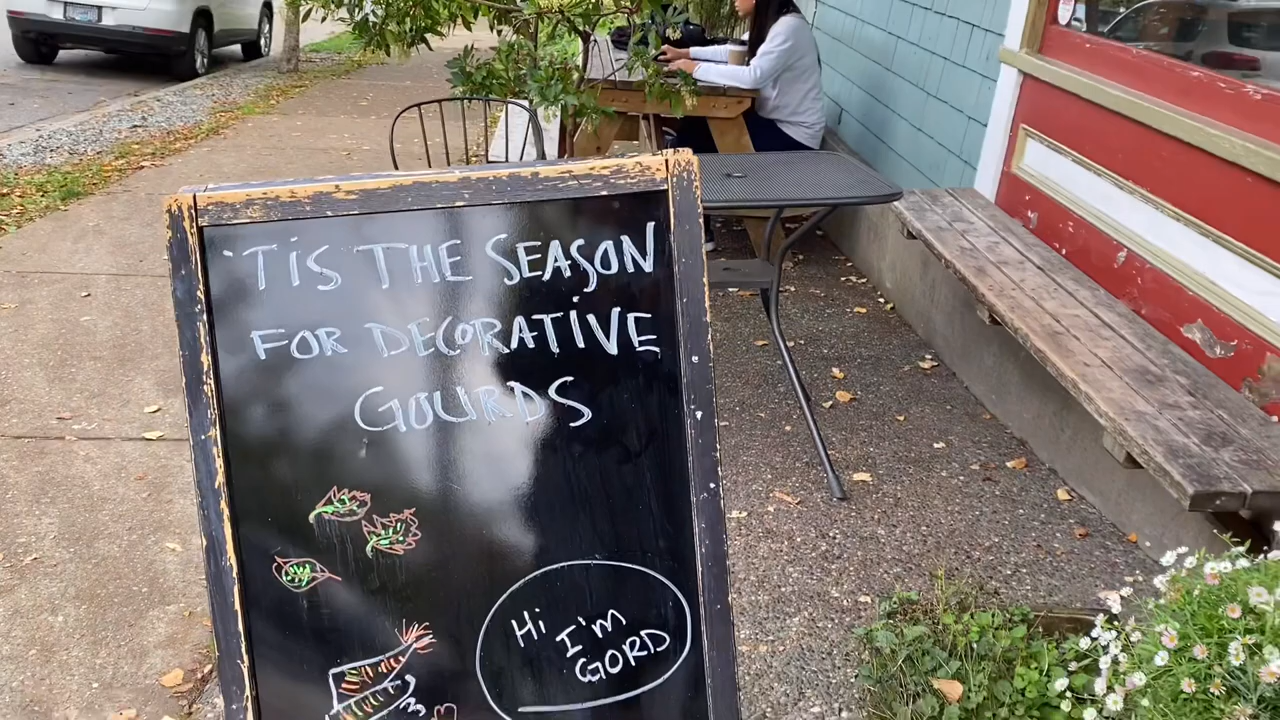 'TiS THE SEASON
FOR DECORATiVE
GOURDS
Hi
I'm
GORD